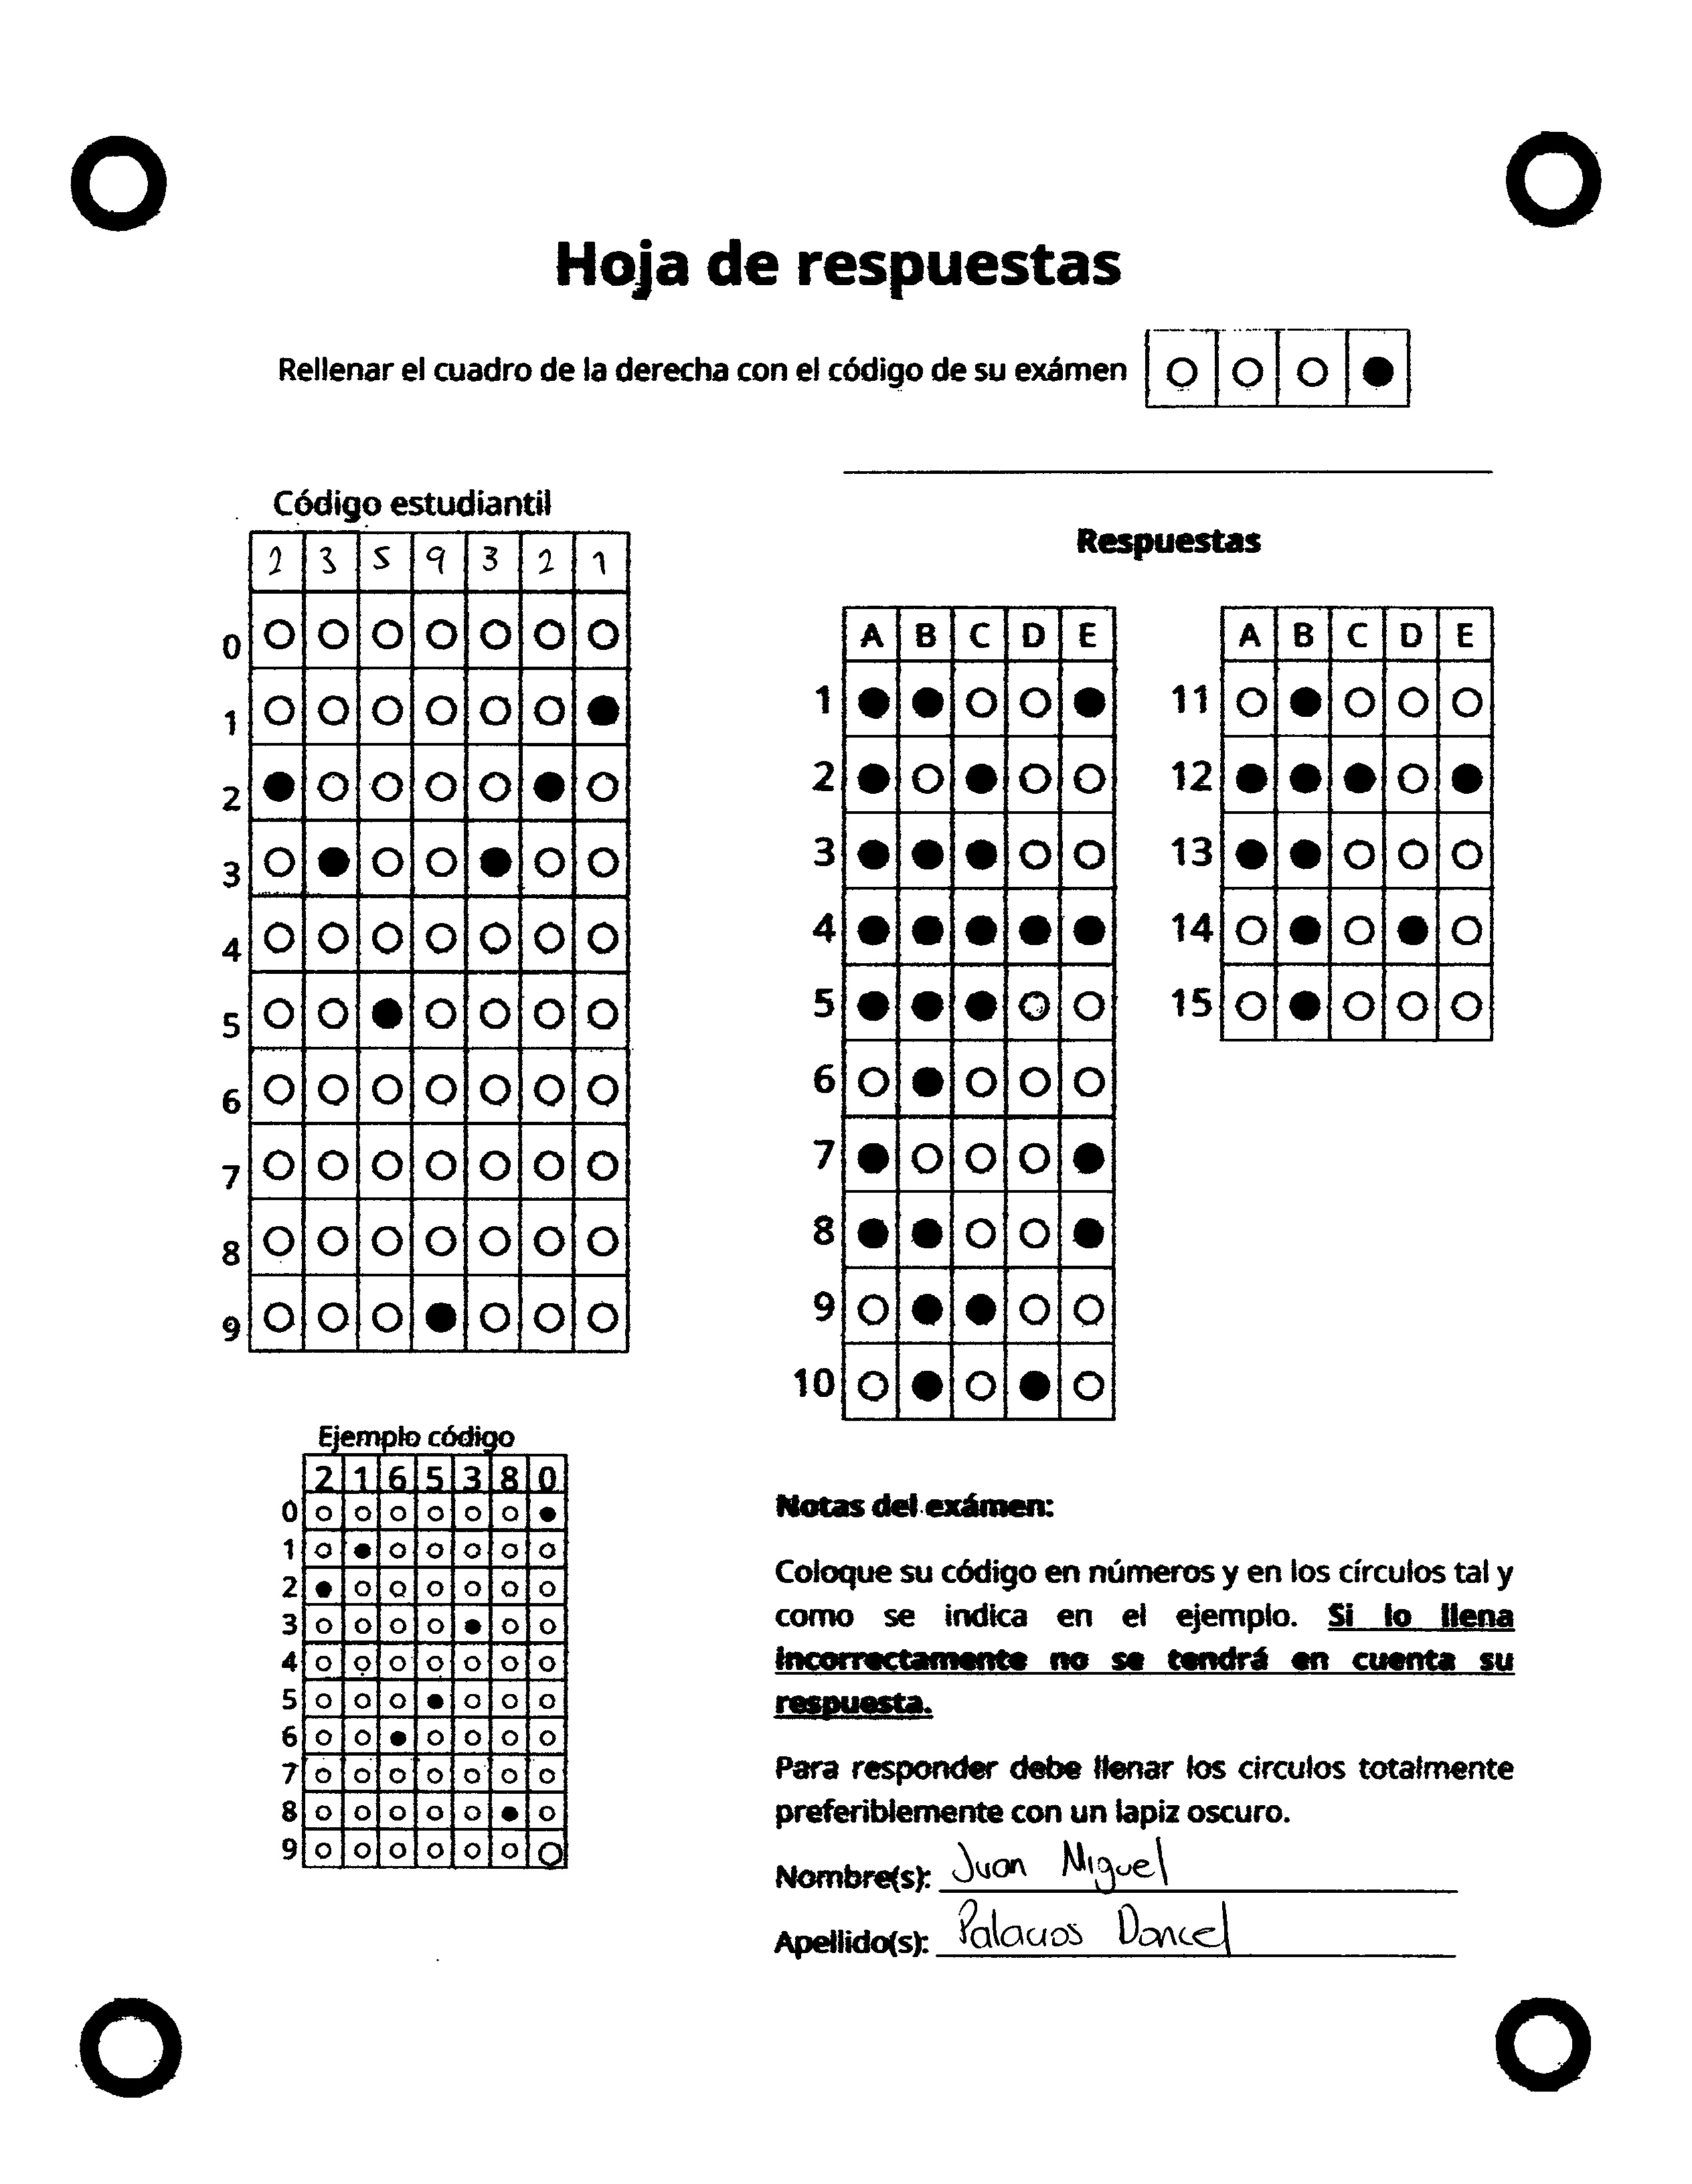 Hoja de respuestas
Rellenar el cuadro de la derecha con el código de su exámen
Código estudiantil
2 3 5 9 3 2 1
0
1
2
3
4
5
6
7
8
9
Ejemplo código
2 1 6 5 3 8 0
0
1
2
3
4
5
6
7
8
9
Respuestas
A B C D E
1
2
3
4
5
6
7
8
9
10
A B C D E
11
12
13
14
15
Notas del exámen:
Coloque su código en números y en los círculos tal y
como se indica en el ejemplo. Si lo llena
incorrectamente no se tendrá en cuenta su
respuesta.
Para responder debe llenar los circulos totalmente
preferiblemente con un lapiz oscuro.
Nombre(s): Juan Miguel
Apellido(s): Palacios Doncel